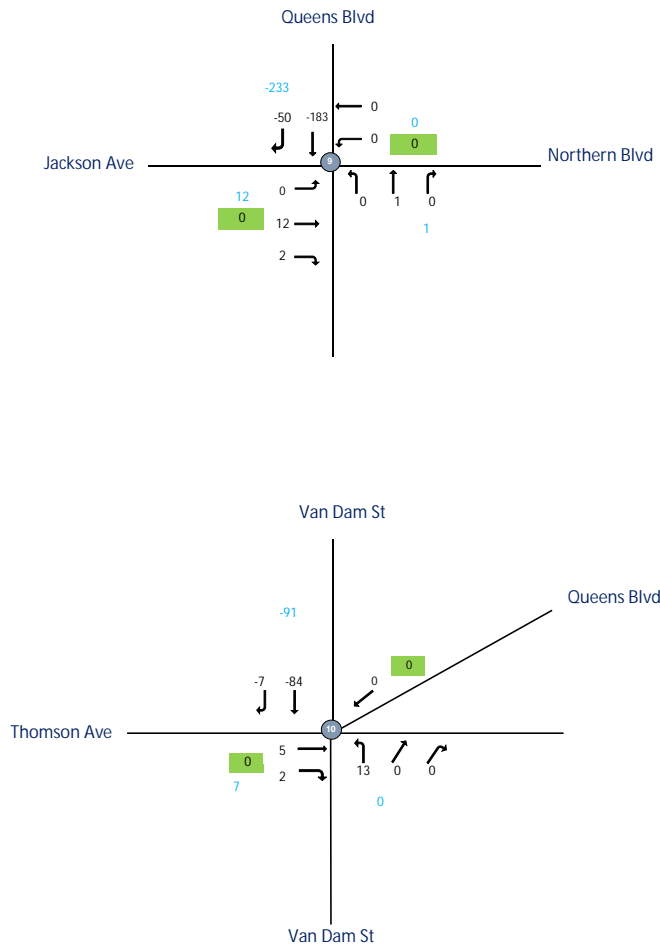 Queens Blvd
-233
-50 -183 0
0
0
0
Jackson Ave 9 Northern Blvd
12 0
0 12 0 1 0
1
2
Van Dam St
Queens Blvd
-91
0
-7 -84 0
Thomson Ave 10
5
0 2 13 0 0
7
0
Van Dam St